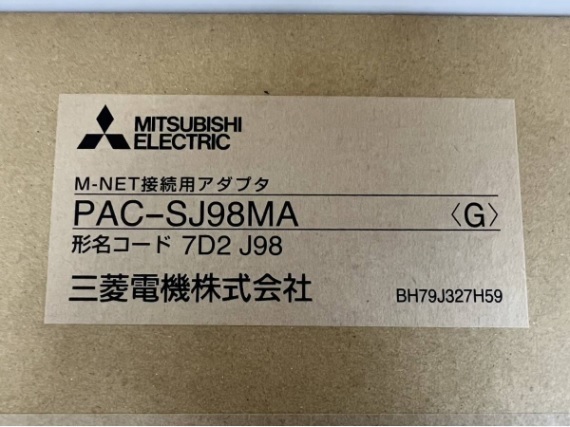 MITSUBISHI
ELECTRIC
M-NET接続用アダプタ
PAC-SJ98MA 〈G〉
形名コード 7D2 J98
三菱電機株式会社 BH79J327H59